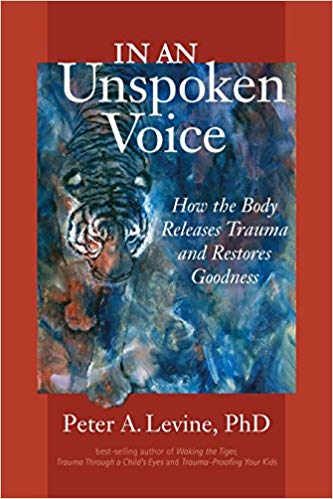 IN AN
Unspoken
Voice
How the Body
Releases Trauma
and Restores
Goodness
Peter A. Levine, PhD
best-selling author of Waking the Tiger,
Trauma Through a Child's Eyes and Trauma-Proofing Your Kids